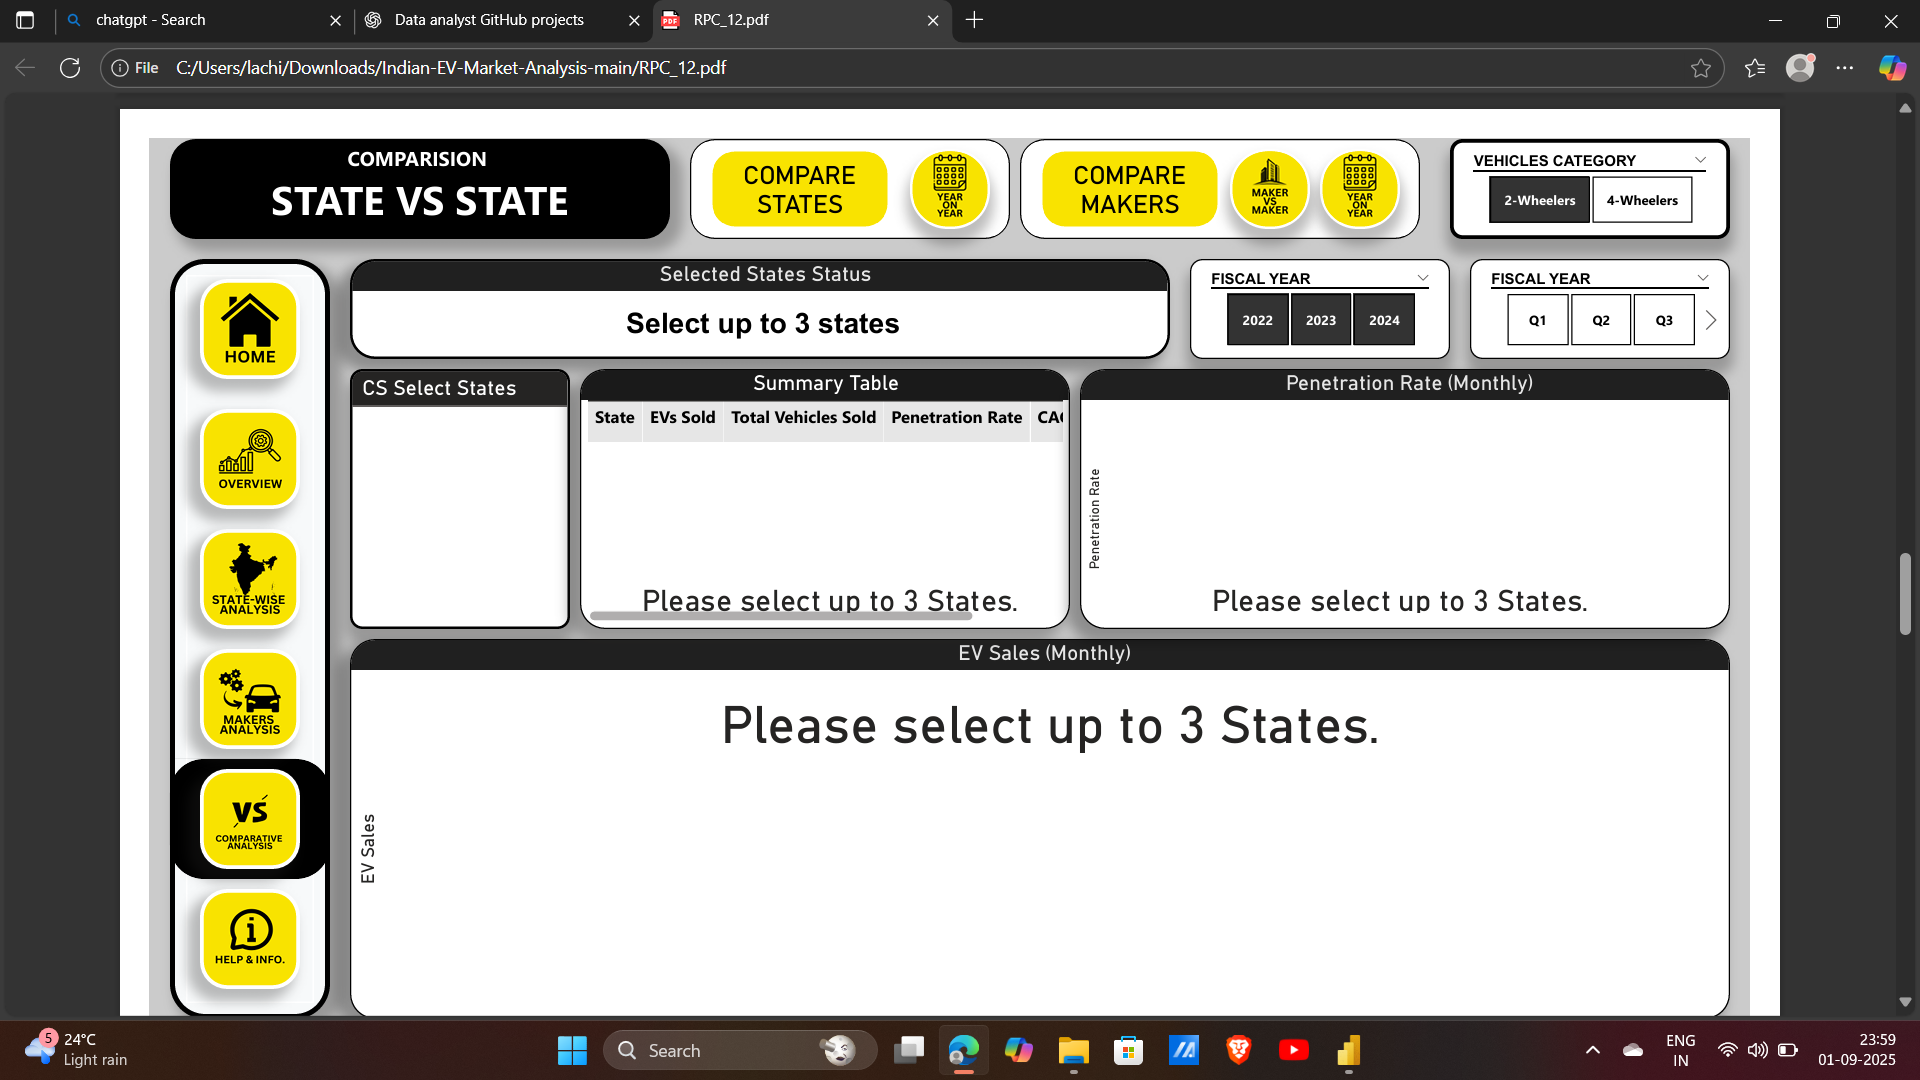 chatgpt - Search
Data analyst GitHub projects
PDF
RPC_12.pdf
File
C:/Users/lachi/Downloads/Indian-EV-Market-Analysis-main/RPC_12.pdf
COMPARISION
STATE VS STATE
COMPARE
STATES
YEAR
ON
YEAR
COMPARE
MAKERS
MAKER
VS
MAKER
YEAR
ON
YEAR
VEHICLES CATEGORY
2-Wheelers
4-Wheelers
Selected States Status
Select up to 3 states
FISCAL YEAR
2022
2023
2024
FISCAL YEAR
Q1
Q2
Q3
HOME
OVERVIEW
STATE-WISE
ANALYSIS
MAKERS
ANALYSIS
VS
COMPARATIVE
ANALYSIS
HELP & INFO.
CS Select States
Summary Table
State EVs Sold Total Vehicles Sold Penetration Rate CAG
Please select up to 3 States.
Penetration Rate (Monthly)
Penetration Rate
Please select up to 3 States.
EV Sales (Monthly)
Please select up to 3 States.
EV Sales
5
24°C
Light rain
Search
ENG
IN
23:59
01-09-2025